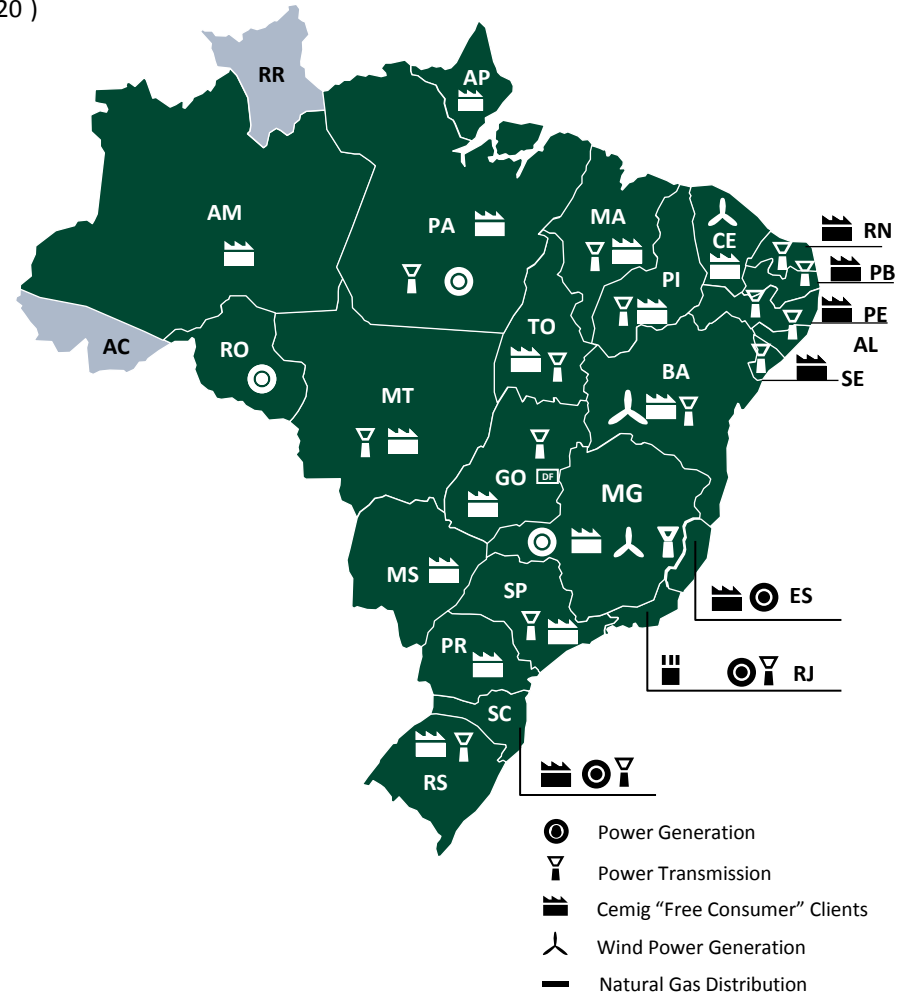 20 )
RR
AP
AM
PA
MA
CE
RN
PI
PB
PE
TO
AL
AC
RO
BA
SE
MT
GO
DF
MG
MS
SP
ES
PR
RJ
SC
RS
Power Generation
Power Transmission
Cemig “Free Consumer” Clients
Wind Power Generation
Natural Gas Distribution